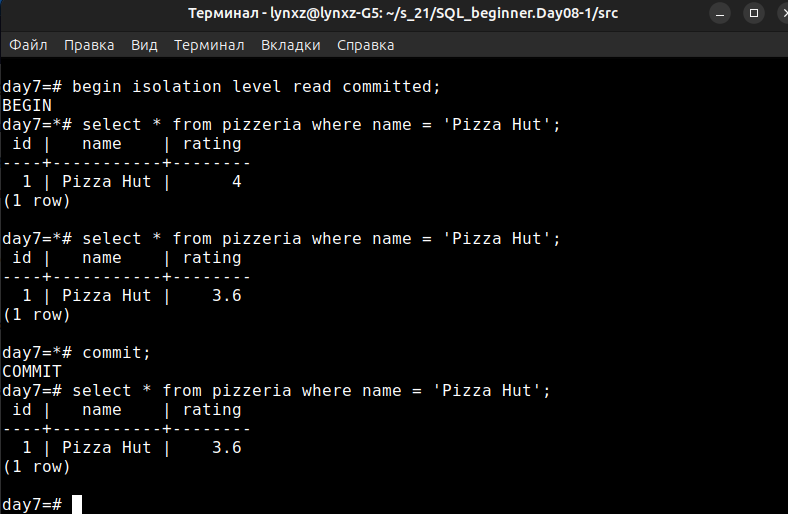 Терминал - lynxz@lynxz-G5: ~/s_21/SQL_beginner.Day08-1/src
Файл Правка Вид Терминал Вкладки Справка
day7=# begin isolation level read committed;
BEGIN
day7=*# select * from pizzeria where name = 'Pizza Hut';
 id |   name    | rating
----+-----------+--------
  1 | Pizza Hut |      4
(1 row)

day7=*# select * from pizzeria where name = 'Pizza Hut';
 id |   name    | rating
----+-----------+--------
  1 | Pizza Hut |    3.6
(1 row)

day7=*# commit;
COMMIT
day7=# select * from pizzeria where name = 'Pizza Hut';
 id |   name    | rating
----+-----------+--------
  1 | Pizza Hut |    3.6
(1 row)

day7=#